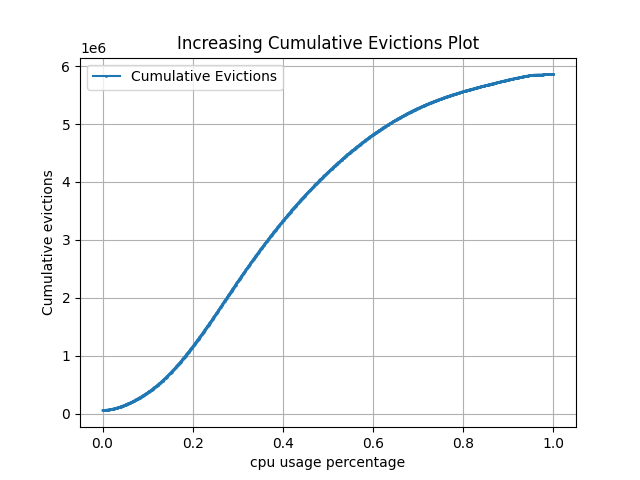 Increasing Cumulative Evictions Plot
1e6
Cumulative Evictions
6
5
4
3
2
1
0
Cumulative evictions
0.0 0.2 0.4 0.6 0.8 1.0
cpu usage percentage